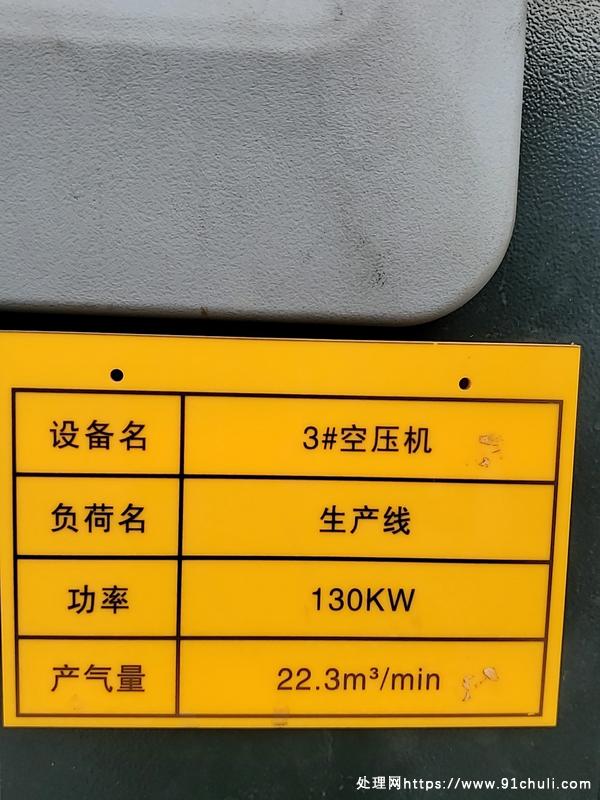 设备名 3#空压机
负荷名 生产线
功率 130KW
产气量 22.3m³/min
处理网https://www.91chuli.com